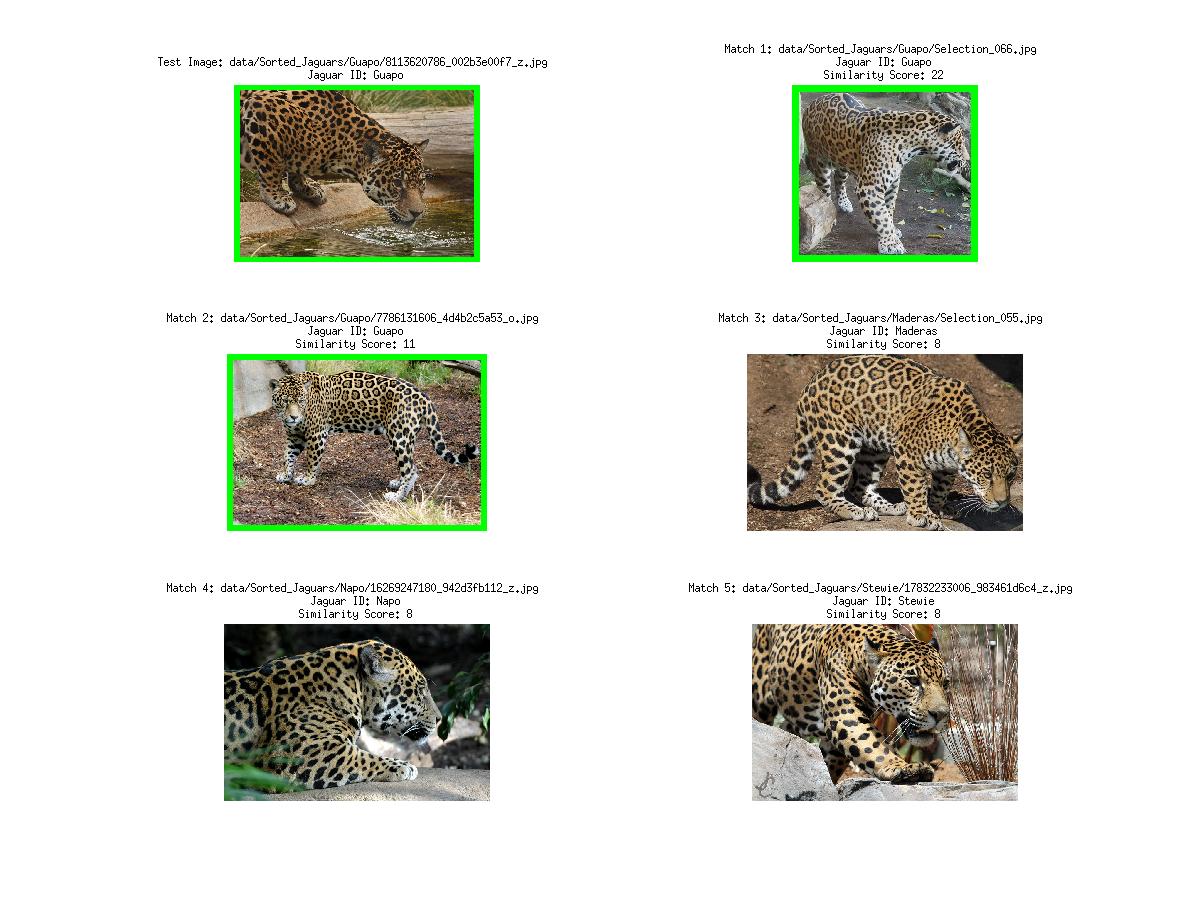 Test Image: data/Sorted_Jaguars/Guapo/8113620786_002b3e00f7_z.jpg
Jaguar ID: Guapo
Match 1: data/Sorted_Jaguars/Guapo/Selection_066.jpg
Jaguar ID: Guapo
Similarity Score: 22
Match 2: data/Sorted_Jaguars/Guapo/7786131606_4d4b2c5a53_o.jpg
Jaguar ID: Guapo
Similarity Score: 11
Match 3: data/Sorted_Jaguars/Maderas/Selection_055.jpg
Jaguar ID: Maderas
Similarity Score: 8
Match 4: data/Sorted_Jaguars/Napo/16269247180_942d3fb112_z.jpg
Jaguar ID: Napo
Similarity Score: 8
Match 5: data/Sorted_Jaguars/Stewie/17832233006_983461d6c4_z.jpg
Jaguar ID: Stewie
Similarity Score: 8